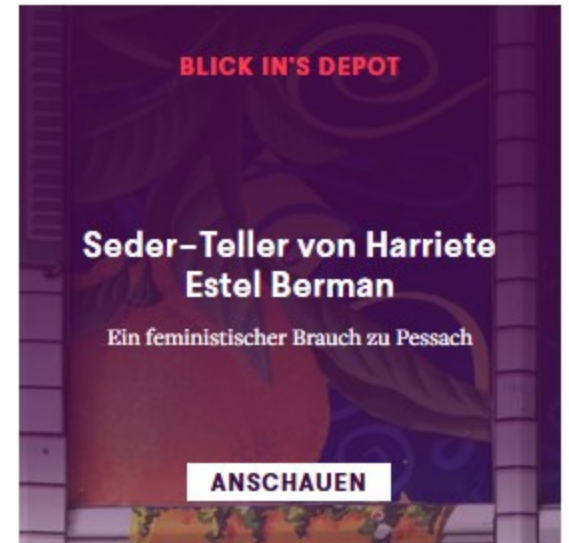 BLICK IN'S DEPOT
Seder-Teller von Harriete
Estel Berman
Ein feministischer Brauch zu Pessach
ANSCHAUEN